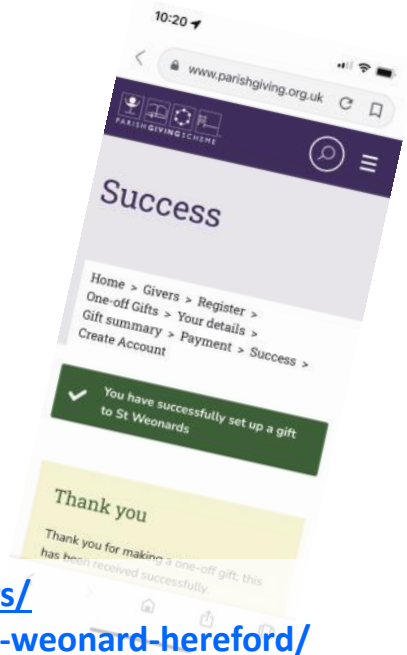 10:20
www.parishgiving.org.uk
PARISH GIVING SCHEME
Success
Home > Givers > Register >
One-off Gifts > Your details >
Gift summary > Payment > Success >
Create Account
You have successfully set up a gift
to St Weonards
Thank you
Thank you for making a one-off gift; this
has been received successfully.
s/
-weonard-hereford/